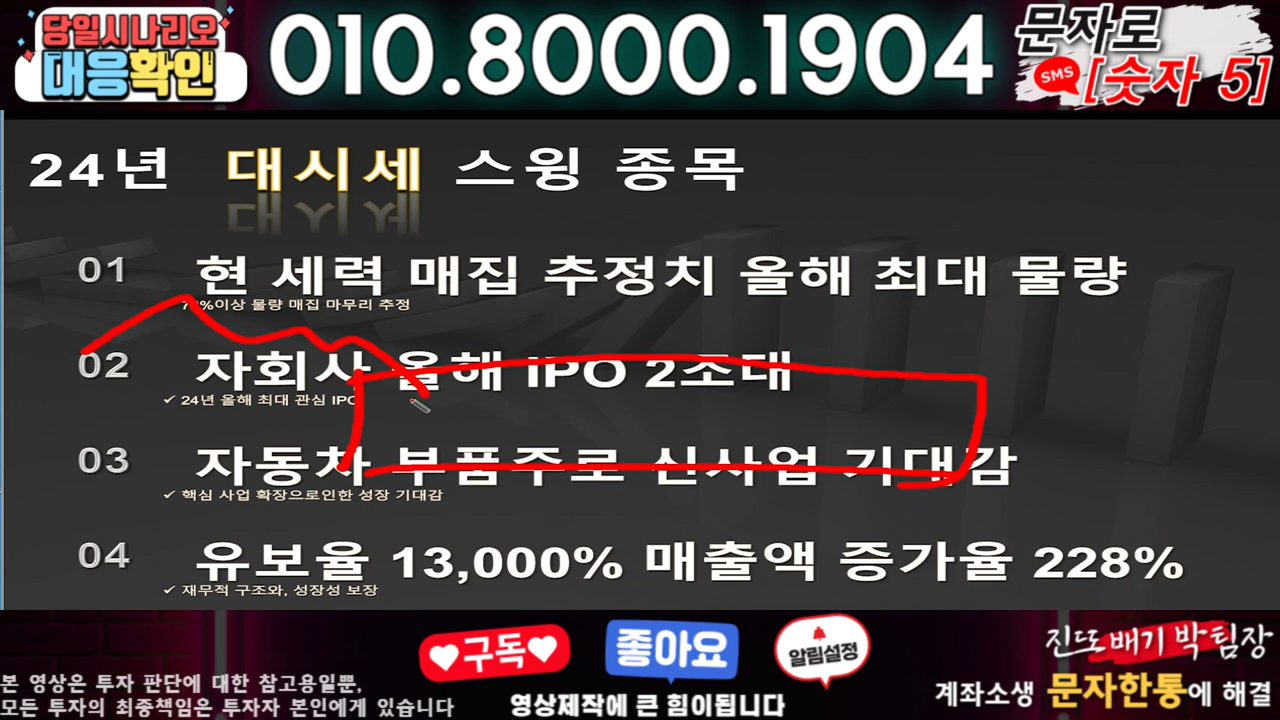 당일시나리오
대응확인
010.8000.1904
문자로
SMS [숫자 5]
24년 대시세 스윙 종목
01 현 세력 매집 추정치 올해 최대 물량
%이상 물량 매집 마무리 추정
02 자회사 올해 IPO 2조대
✓ 24년 올해 최대 관심 IPO
03 자동차 부품주로 신사업 기대감
✓ 핵심 사업 확장으로인한 성장 기대감
04 유보율 13,000% 매출액 증가율 228%
✓ 재무적 구조와, 성장성 보장
구독
좋아요
알림설정
영상제작에 큰 힘이됩니다
본 영상은 투자 판단에 대한 참고용일뿐,
모든 투자의 최종책임은 투자자 본인에게 있습니다
진또배기 박팀장
계좌소생 문자한통에 해결